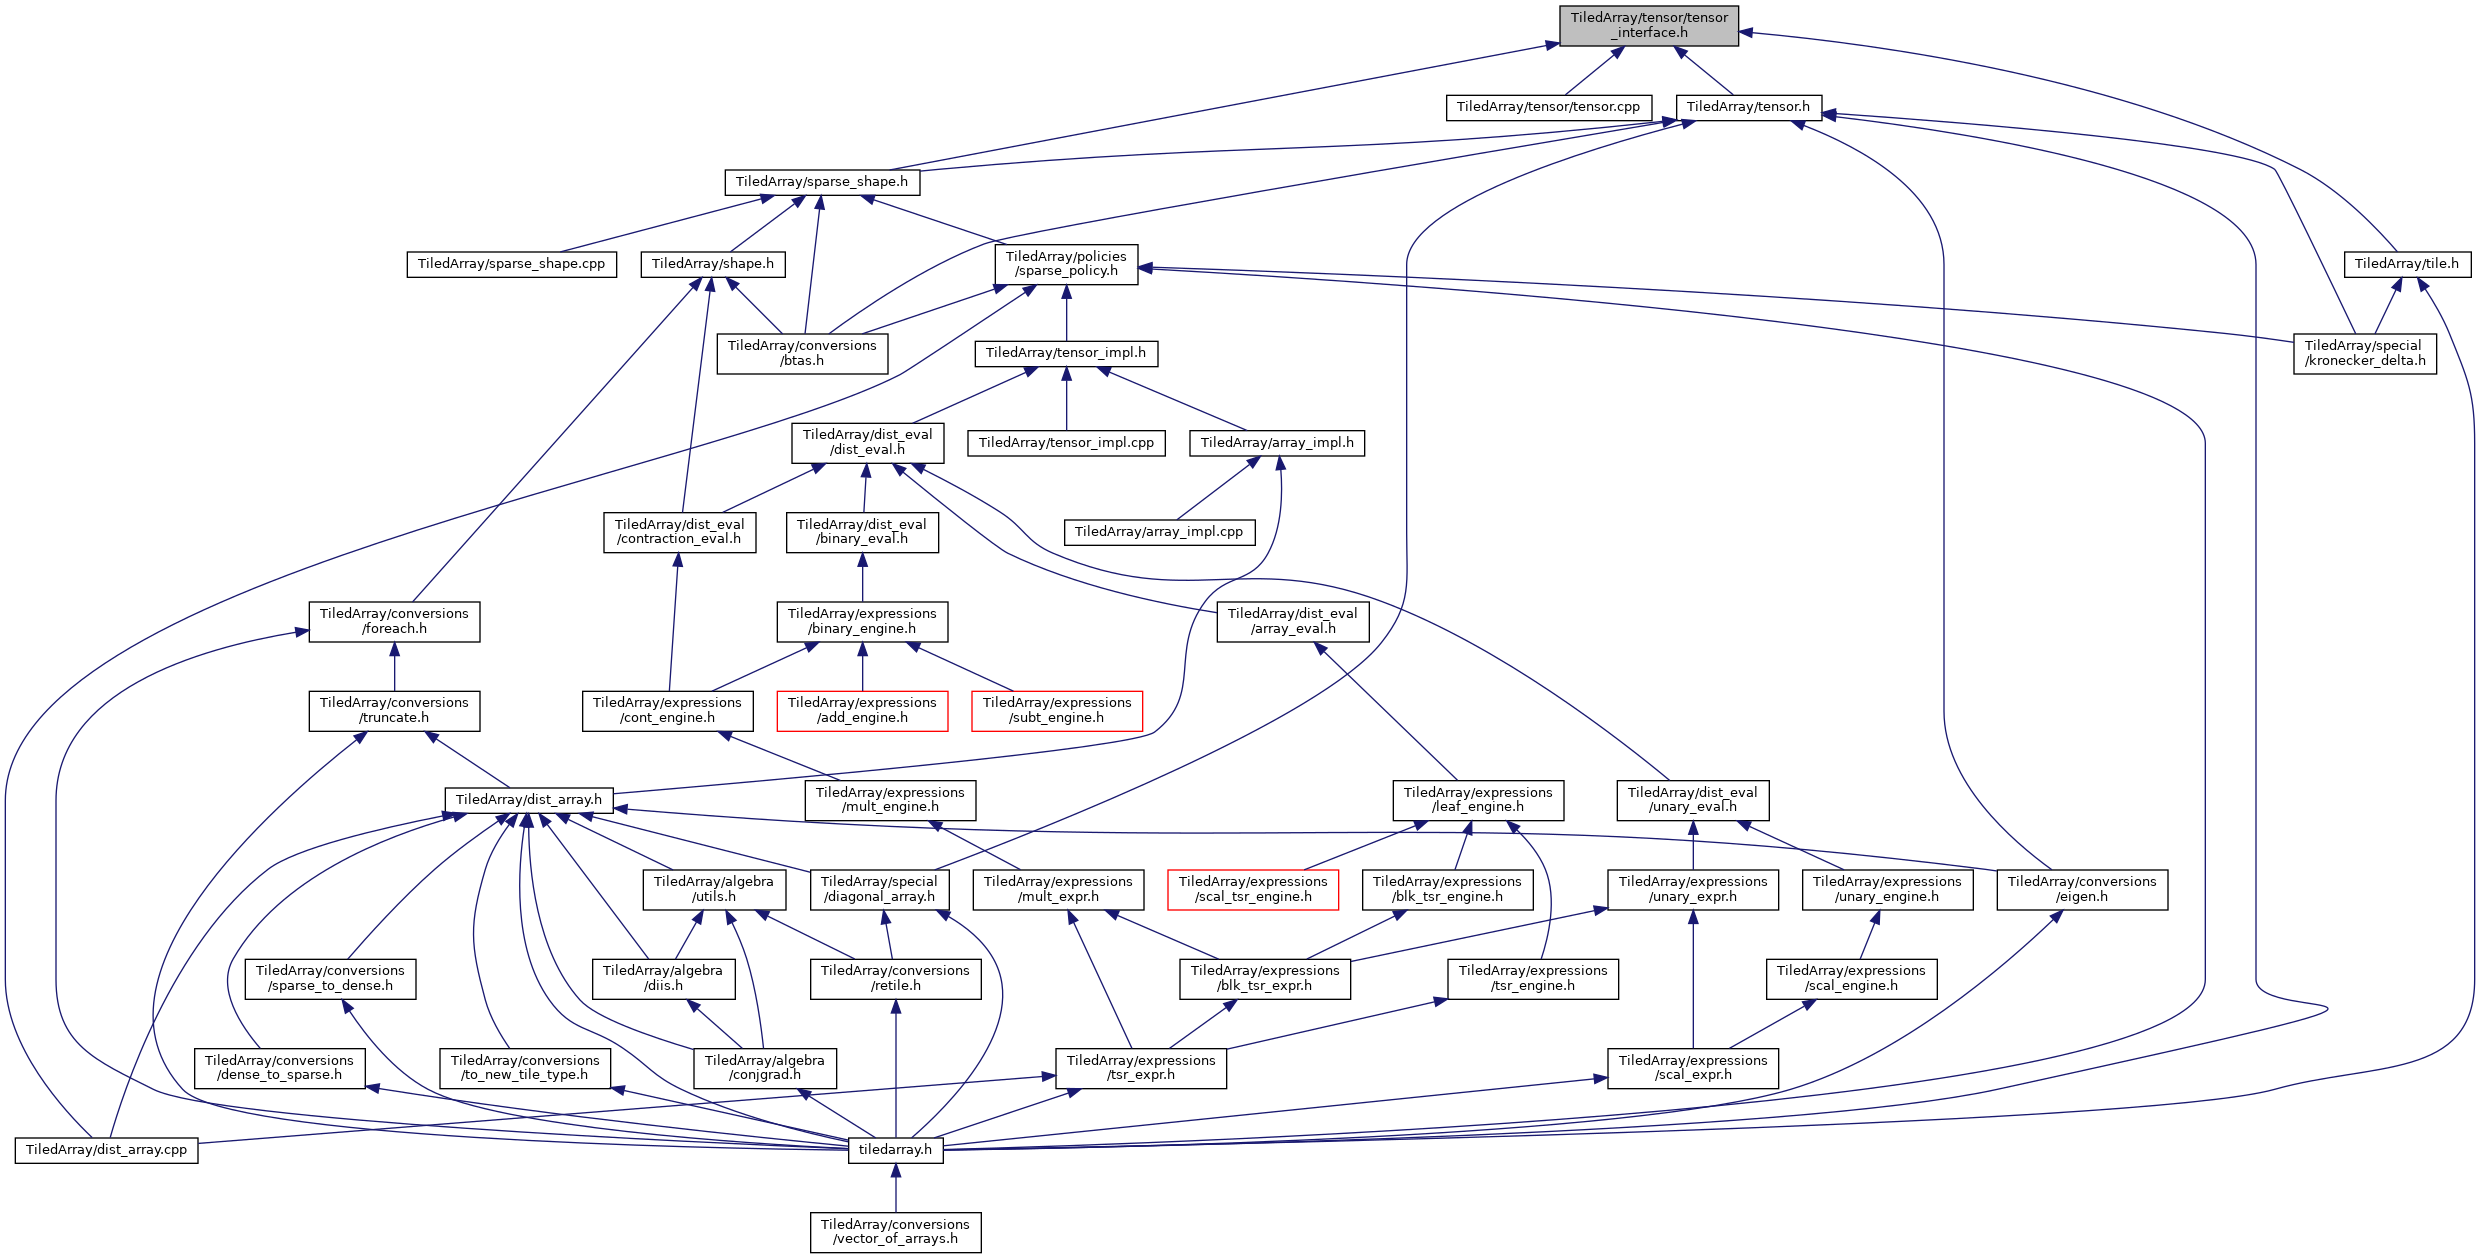 TiledArray/tensor/tensor
_interface.h
TiledArray/tensor/tensor.cpp
TiledArray/tensor.h
TiledArray/sparse_shape.h
TiledArray/sparse_shape.cpp
TiledArray/shape.h
TiledArray/policies
/sparse_policy.h
TiledArray/tile.h
TiledArray/conversions
/btas.h
TiledArray/tensor_impl.h
TiledArray/special
/kronecker_delta.h
TiledArray/dist_eval
/dist_eval.h
TiledArray/tensor_impl.cpp
TiledArray/array_impl.h
TiledArray/dist_eval
/contraction_eval.h
TiledArray/dist_eval
/binary_eval.h
TiledArray/array_impl.cpp
TiledArray/conversions
/foreach.h
TiledArray/expressions
/binary_engine.h
TiledArray/dist_eval
/array_eval.h
TiledArray/conversions
/truncate.h
TiledArray/expressions
/cont_engine.h
TiledArray/expressions
/add_engine.h
TiledArray/expressions
/subt_engine.h
TiledArray/dist_array.h
TiledArray/expressions
/mult_engine.h
TiledArray/expressions
/leaf_engine.h
TiledArray/dist_eval
/unary_eval.h
TiledArray/algebra
/utils.h
TiledArray/special
/diagonal_array.h
TiledArray/expressions
/mult_expr.h
TiledArray/expressions
/scal_tsr_engine.h
TiledArray/expressions
/blk_tsr_engine.h
TiledArray/expressions
/unary_expr.h
TiledArray/expressions
/unary_engine.h
TiledArray/conversions
/eigen.h
TiledArray/conversions
/sparse_to_dense.h
TiledArray/algebra
/diis.h
TiledArray/conversions
/retile.h
TiledArray/expressions
/blk_tsr_expr.h
TiledArray/expressions
/tsr_engine.h
TiledArray/expressions
/scal_engine.h
TiledArray/conversions
/dense_to_sparse.h
TiledArray/conversions
/to_new_tile_type.h
TiledArray/algebra
/conjgrad.h
TiledArray/expressions
/tsr_expr.h
TiledArray/expressions
/scal_expr.h
TiledArray/dist_array.cpp
tiledarray.h
TiledArray/conversions
/vector_of_arrays.h